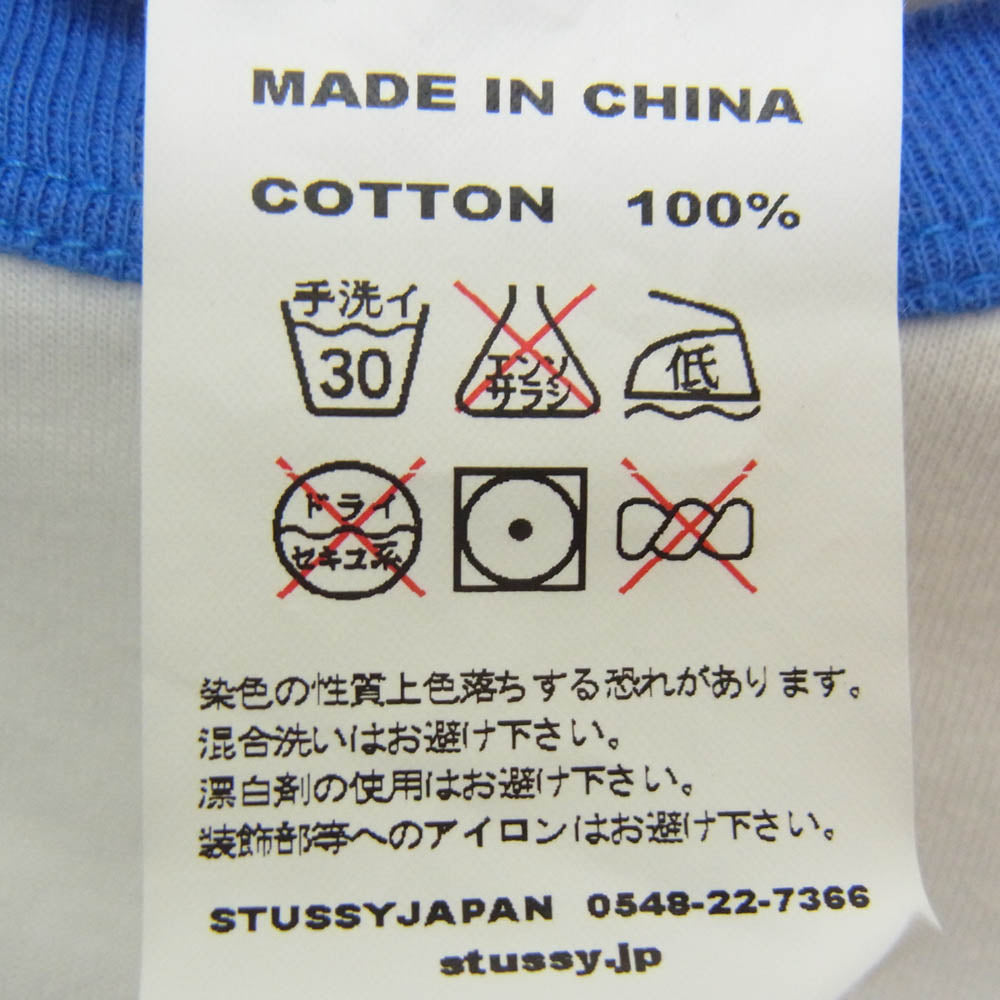 MADE IN CHINA
COTTON 100%
手洗イ
30
エンソ
サラシ
低
ドライ
セキユ系
染色の性質上色落ちする恐れがあります。
混合洗いはお避け下さい。
漂白剤の使用はお避け下さい。
装飾部等へのアイロンはお避け下さい。
STUSSYJAPAN 0548-22-7366
stussy.jp